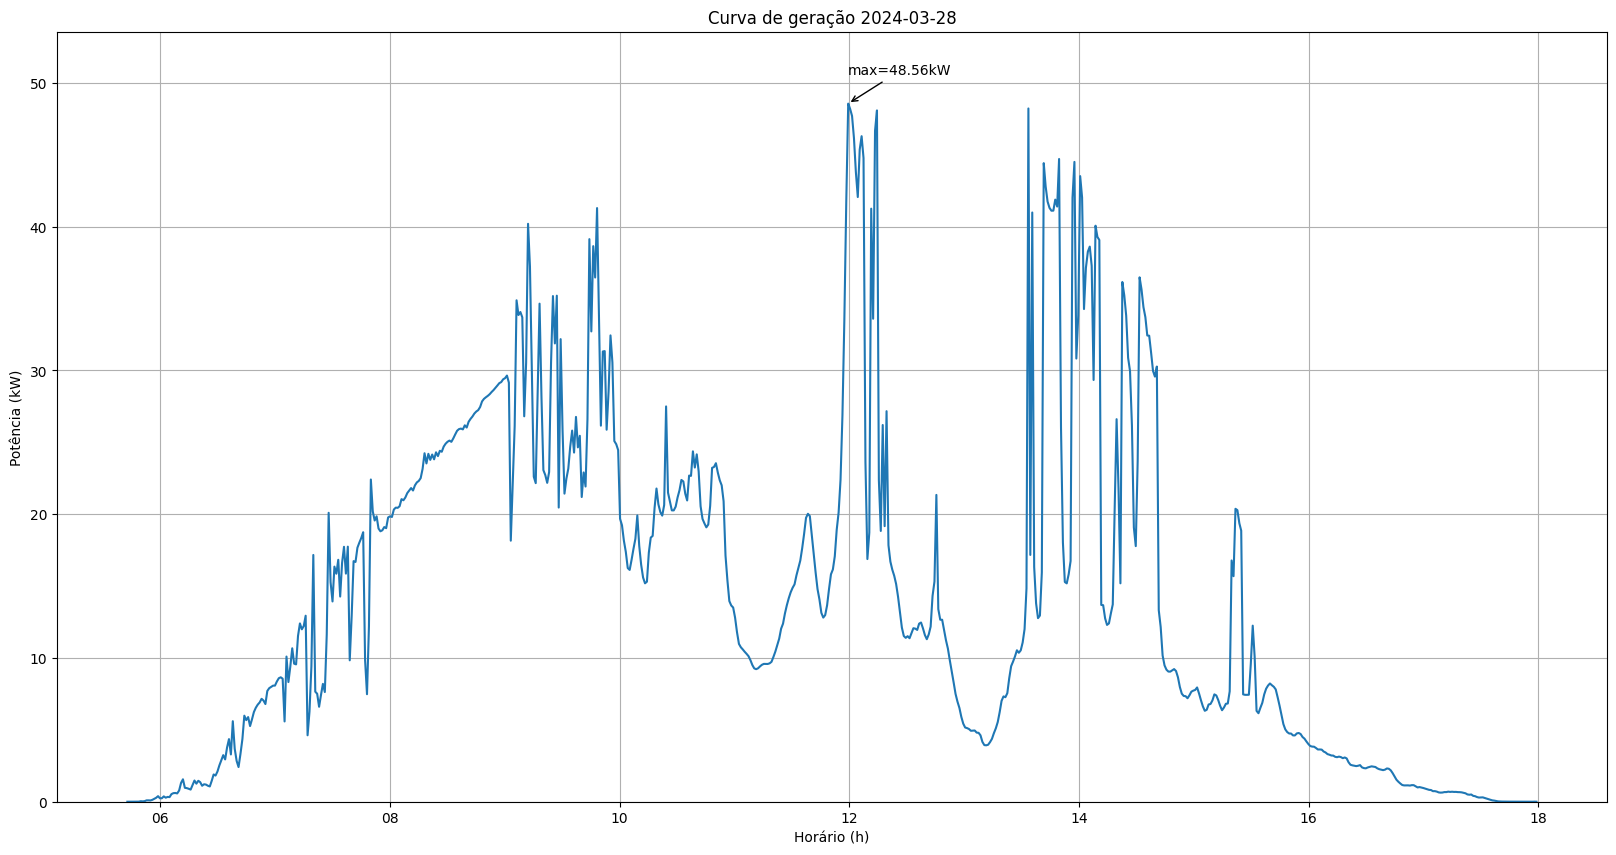 Curva de geração 2024-03-28
max=48.56kW
50
40
30
20
10
0
Potência (kW)
06 08 10 12 14 16 18
Horário (h)